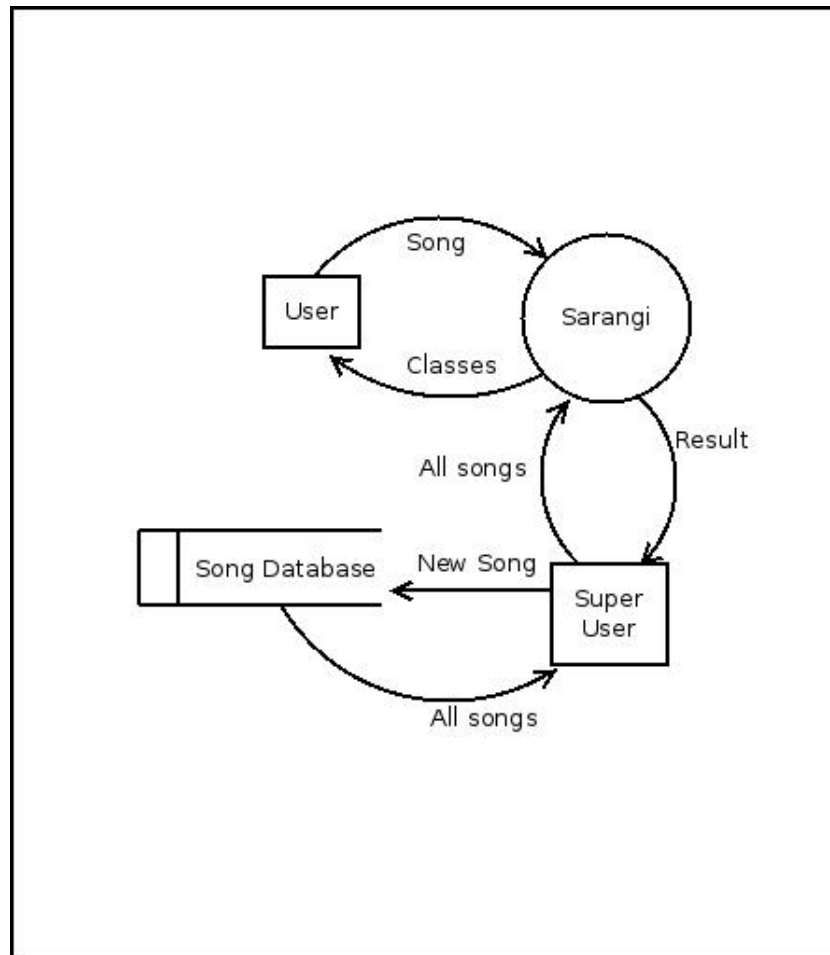 Song
User
Sarangi
Classes
Result
All songs
New Song
Song Database
Super
User
All songs